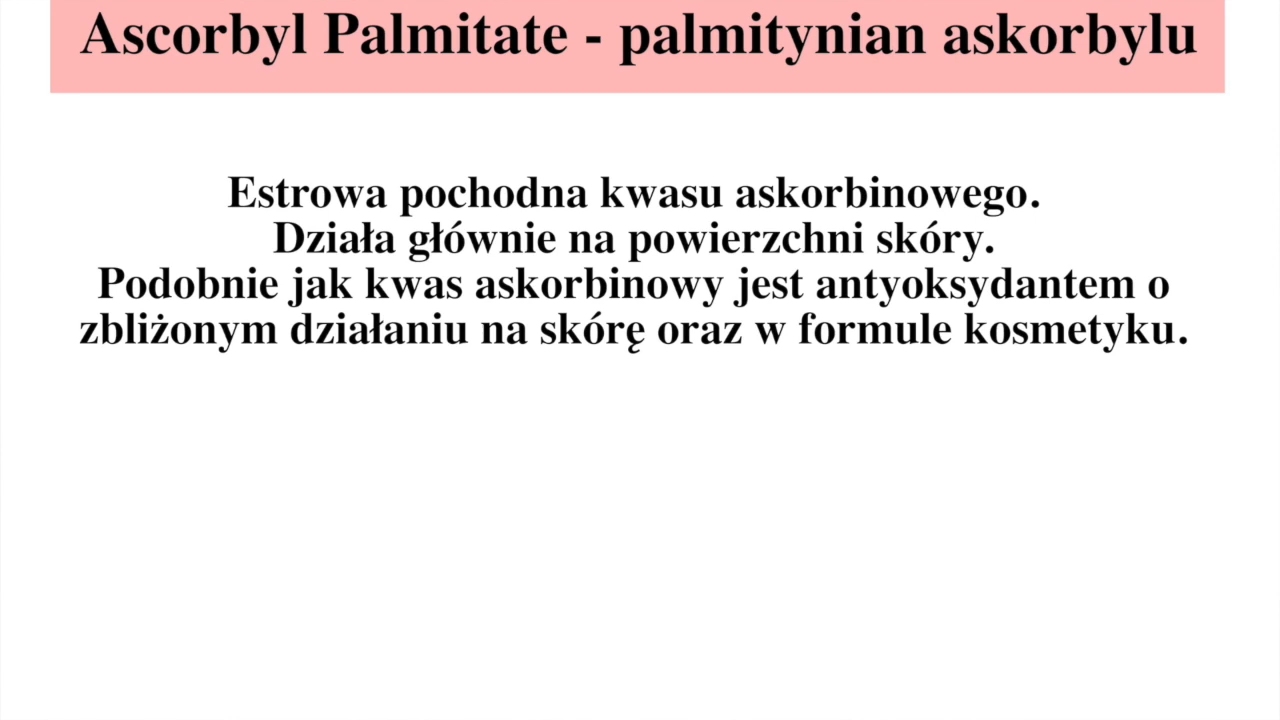 Ascorbyl Palmitate - palmitynian askorbylu
Estrowa pochodna kwasu askorbinowego.
Działa głównie na powierzchni skóry.
Podobnie jak kwas askorbinowy jest antyoksydantem o
zbliżonym działaniu na skórę oraz w formule kosmetyku.